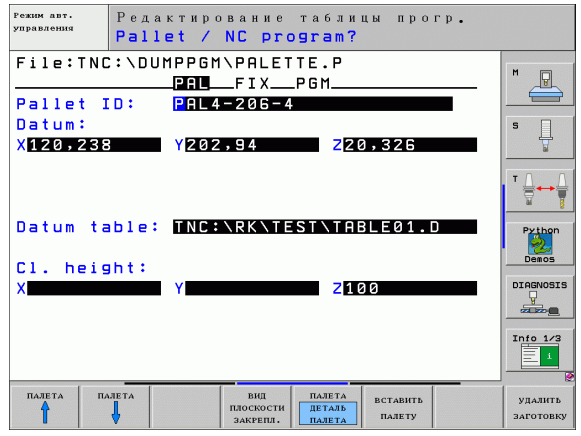 Режим авт.
управления
Редактирование таблицы прогр.
Pallet / NC program?
File:TNC:\DUMPPGM\PALETTE.P
PAL FIX PGM
Pallet ID: PAL4-206-4
Datum:
X120,238 Y202,94 Z20,326
Datum table: TNC:\RK\TEST\TABLE01.D
Cl. height:
X Y Z100
M
S
T
Python
Demos
DIAGNOSIS
Info 1/3
i
ПАЛЕТА
ПАЛЕТА
ВИД
ПЛОСКОСТИ
ЗАКРЕПЛ.
ПАЛЕТА
ДЕТАЛЬ
ПАЛЕТА
ВСТАВИТЬ
ПАЛЕТУ
УДАЛИТЬ
ЗАГОТОВКУ